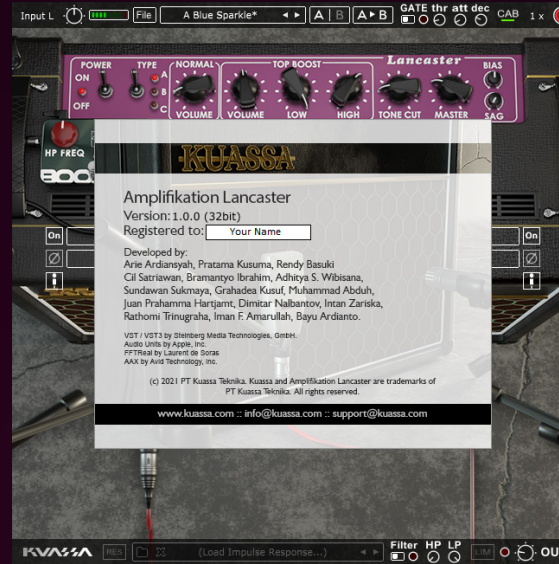 Input L File A Blue Sparkle* A | B A ▸ B GATE thr att dec CAB 1 x
POWER TYPE NORMAL TOP BOOST Lancaster BIAS
ON A
B
OFF C
VOLUME VOLUME LOW HIGH TONE CUT MASTER SAG
HP FREQ
BOO
KUASSA
Amplifikation Lancaster
Version: 1.0.0 (32bit)
Registered to: Your Name
On On
Developed by:
Arie Ardiansyah, Pratama Kusuma, Rendy Basuki
Cil Satriawan, Bramantyo Ibrahim, Adhitya S. Wibisana,
Sundawan Sukmaya, Grahadea Kusuf, Muhammad Abduh,
Juan Prahamma Hartjamt, Dimitar Nalbantov, Intan Zariska,
Rathomi Trinugraha, Iman F. Amarullah, Bayu Ardianto.
VST / VST3 by Steinberg Media Technologies, GmbH.
Audio Units by Apple, Inc.
FFTReal by Laurent de Soras
AAX by Avid Technology, Inc.
(c) 2021 PT Kuassa Teknika. Kuassa and Amplifikation Lancaster are trademarks of
PT Kuassa Teknika. All rights reserved.
www.kuassa.com :: info@kuassa.com :: support@kuassa.com
KUASSA RES (Load Impulse Response...) Filter HP LP LIM OU